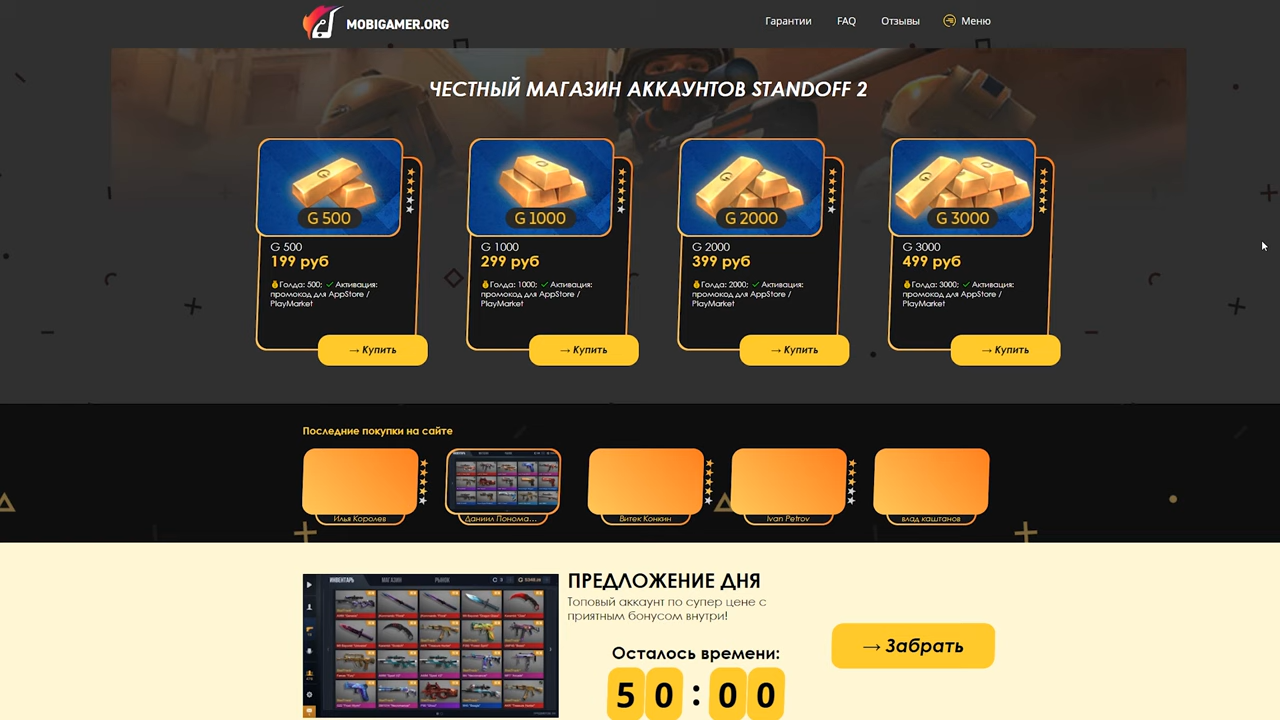 MOBIGAMER.ORG
Гарантии FAQ Отзывы Меню
ЧЕСТНЫЙ МАГАЗИН АККАУНТОВ STANDOFF 2
G 500
G 1000
G 2000
G 3000
G 500
199 руб
Голда: 500; ✓ Активация:
промокод для AppStore /
PlayMarket
→ Купить
G 1000
299 руб
Голда: 1000; ✓ Активация:
промокод для AppStore /
PlayMarket
→ Купить
G 2000
399 руб
Голда: 2000; ✓ Активация:
промокод для AppStore /
PlayMarket
→ Купить
G 3000
499 руб
Голда: 3000; ✓ Активация:
промокод для AppStore /
PlayMarket
→ Купить
Последние покупки на сайте
Илья Королев
Даниил Понома...
Витек Конкин
Ivan Petrov
влад каштанов
ИНВЕНТАРЬ МАГАЗИН РЫНОК
ПРЕДЛОЖЕНИЕ ДНЯ
Топовый аккаунт по супер цене с
приятным бонусом внутри!
Осталось времени:
50:00
→ Забрать